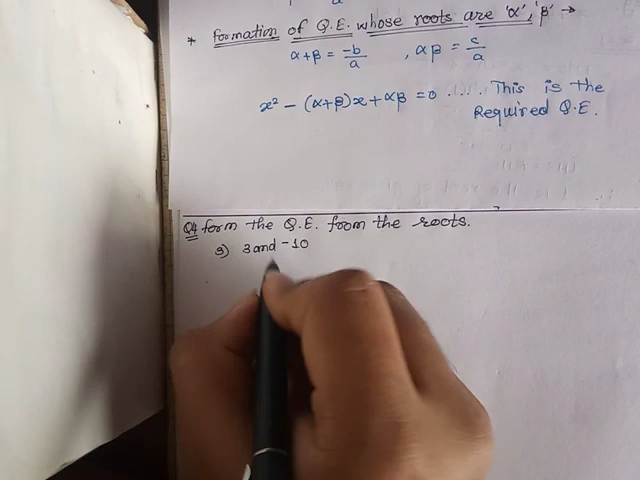 * formation of Q.E. whose roots are 'α', 'β' →
α+β = -b/a , αβ = c/a
x² - (α+β)x + αβ = 0 ..... This is the
Required Q.E.
Q4 form the Q.E. from the roots.
3 and -10